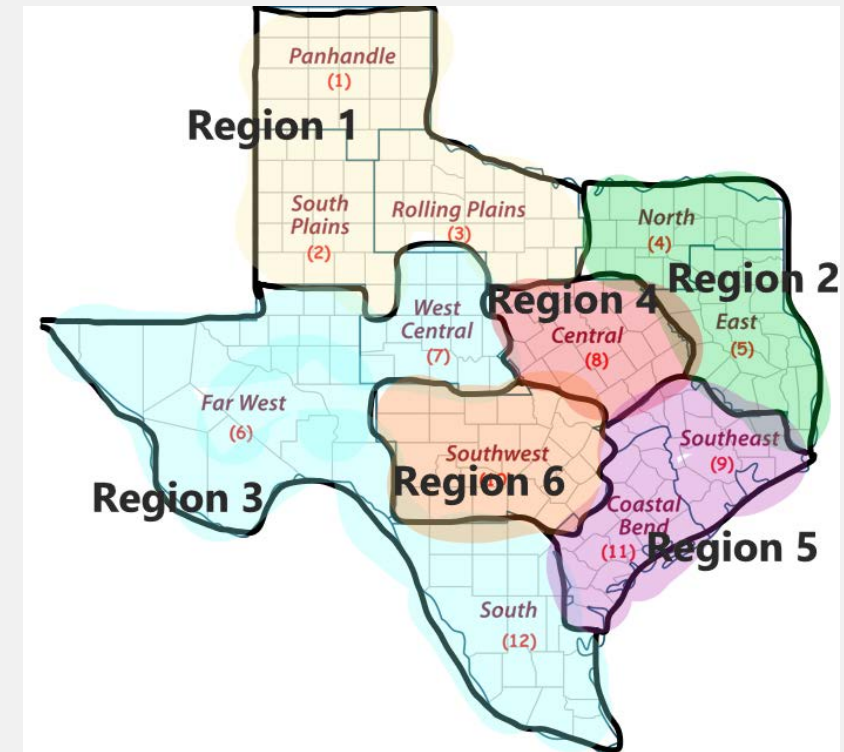 Panhandle
(1)
Region 1
South
Plains
(2)
Rolling Plains
(3)
North
(4)
Region 2
East
(5)
Region 4
Central
(8)
West
Central
(7)
Far West
(6)
Region 3
Southwest
Region 6
Southeast
(9)
Coastal
Bend
(11)
Region 5
South
(12)